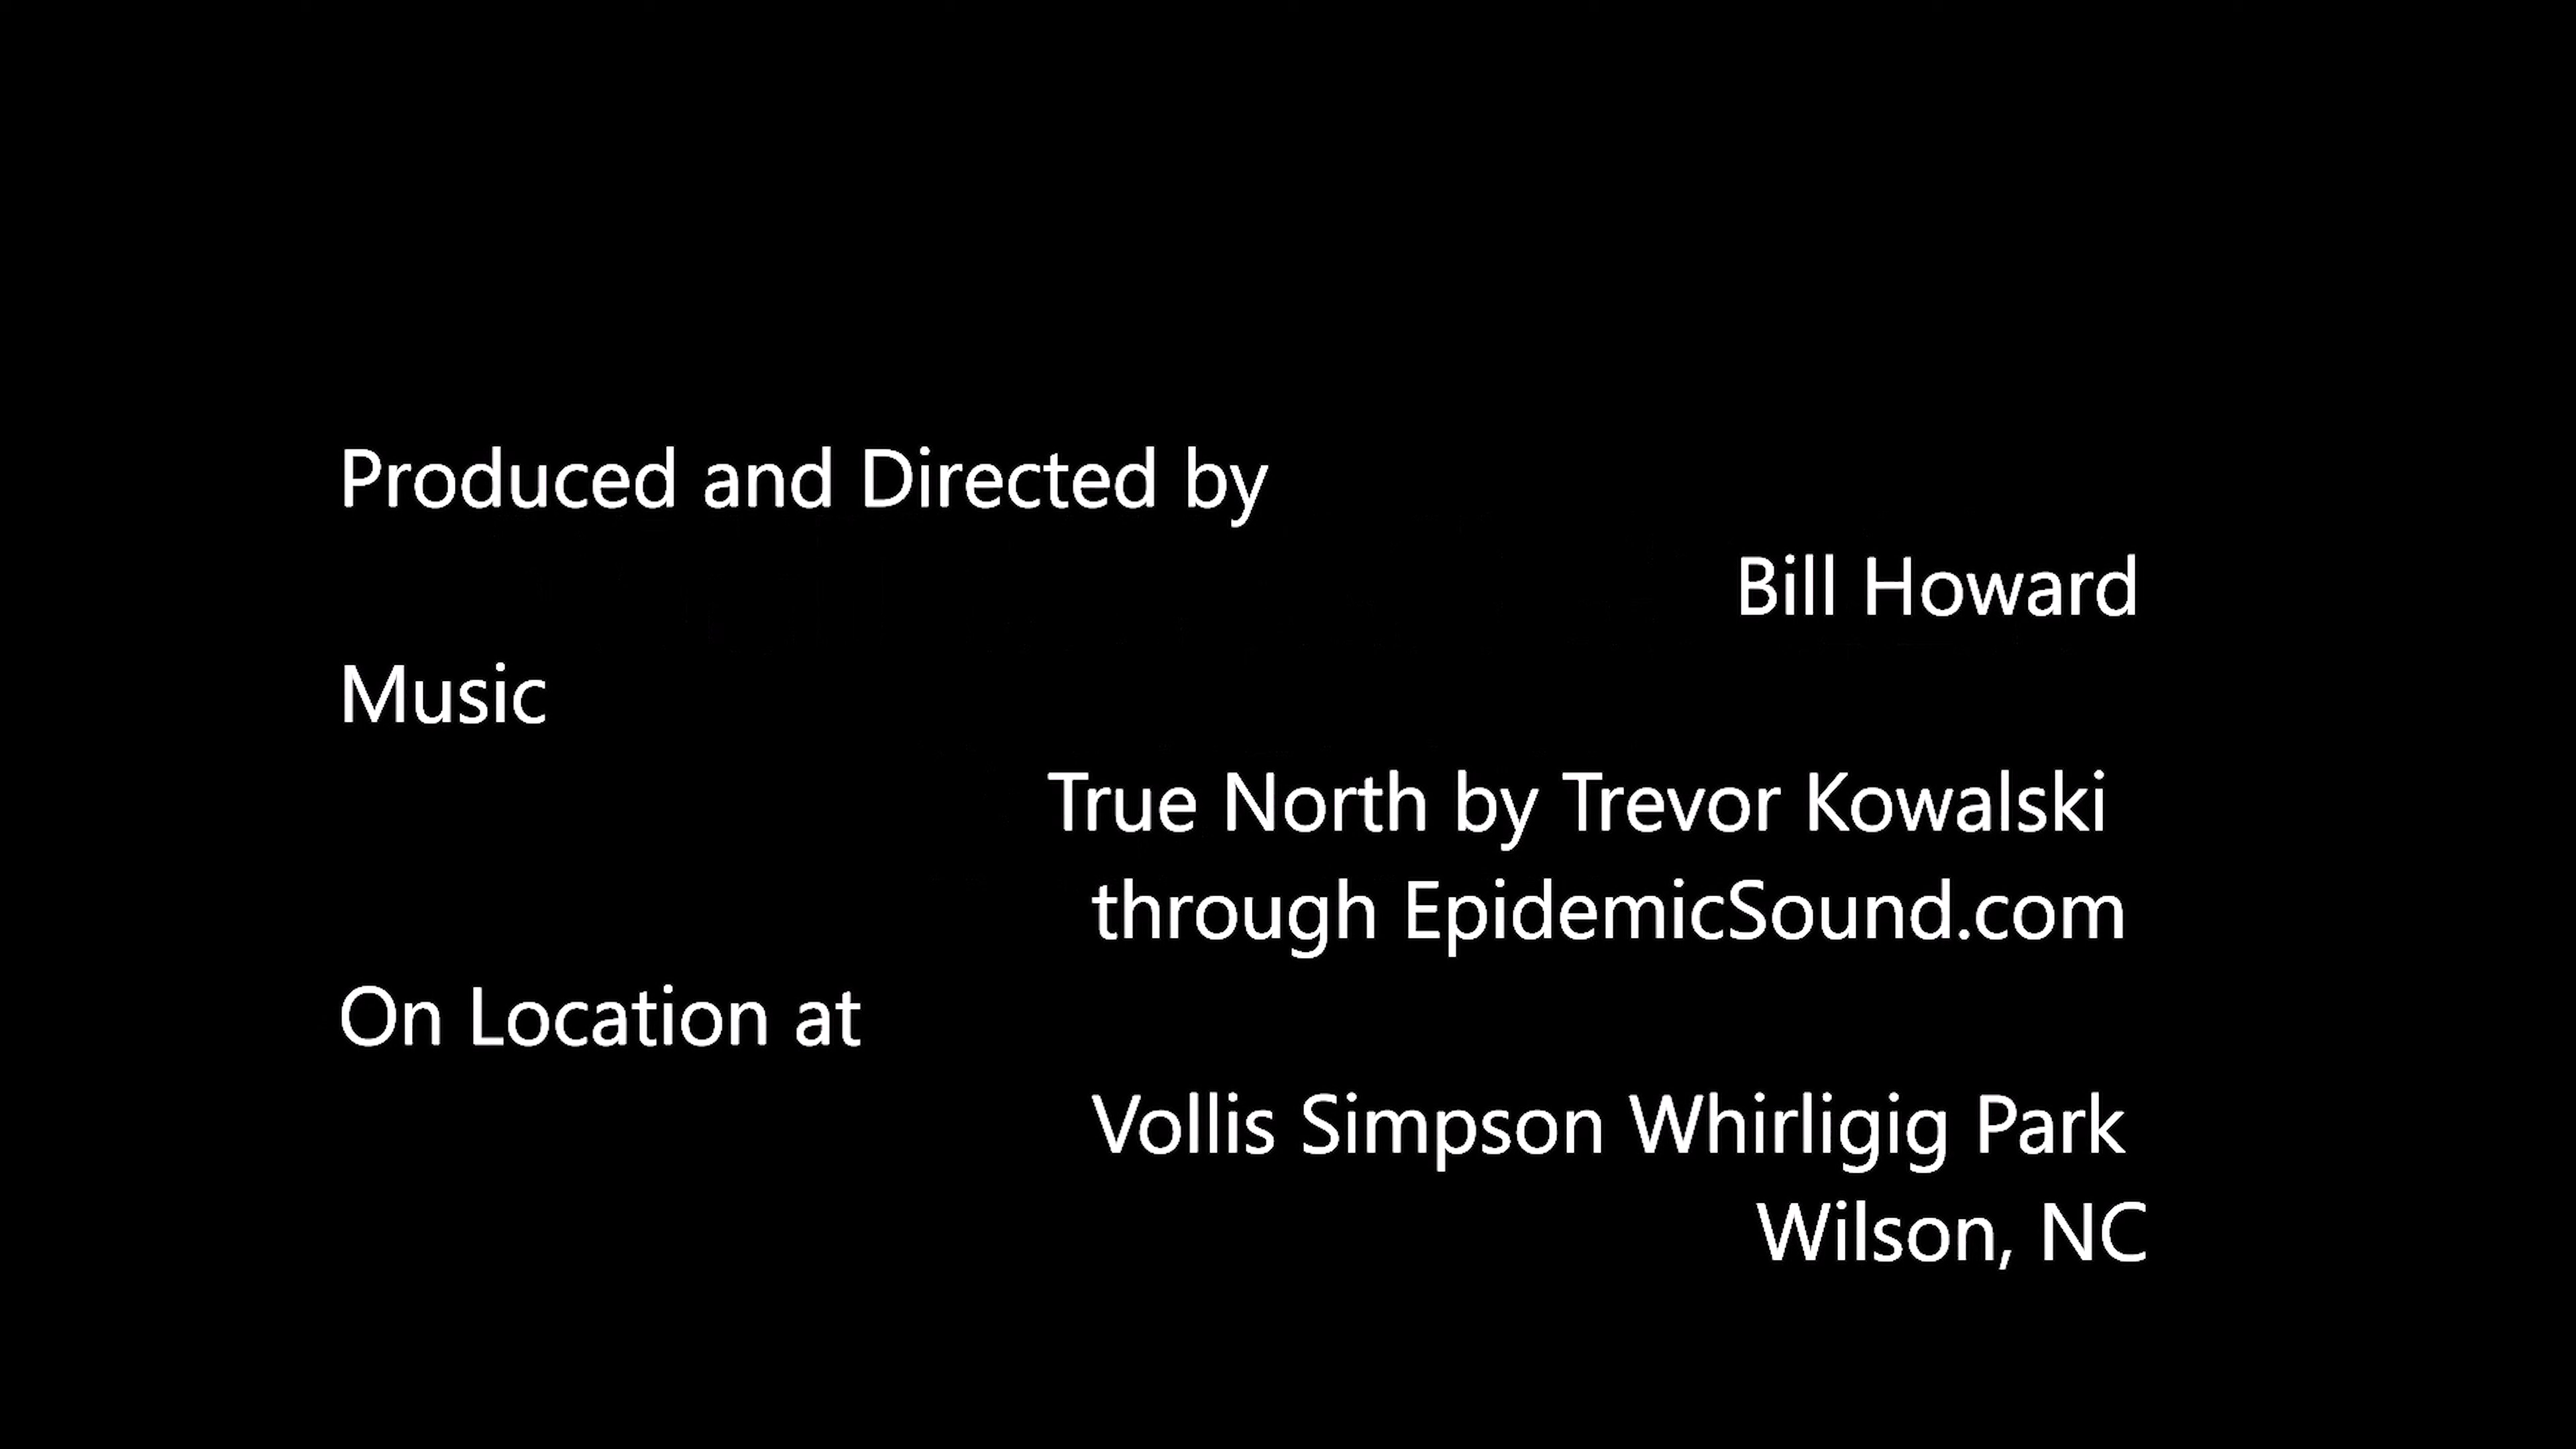 Produced and Directed by
Bill Howard
Music
True North by Trevor Kowalski
through EpidemicSound.com
On Location at
Vollis Simpson Whirligig Park
Wilson, NC